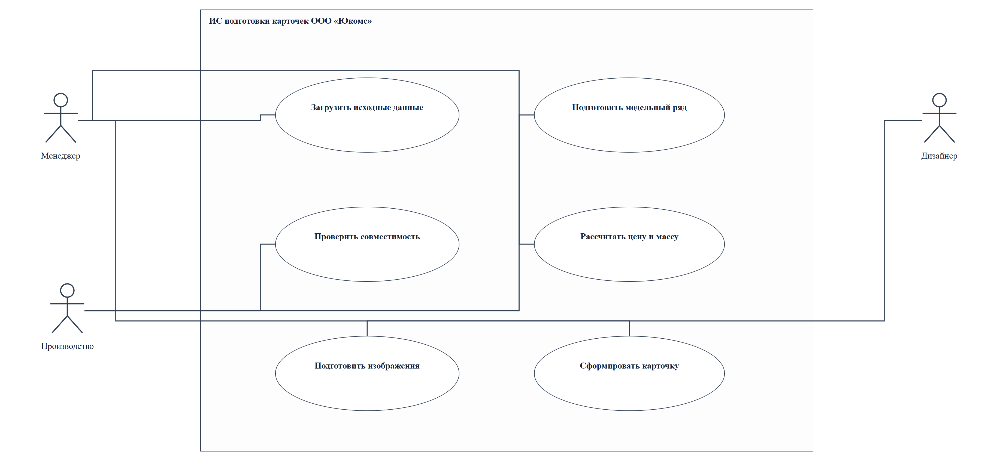 ИС подготовки карточек ООО «Юкомс»
Загрузить исходные данные
Подготовить модельный ряд
Менеджер
Дизайнер
Проверить совместимость
Рассчитать цену и массу
Производство
Подготовить изображения
Сформировать карточку